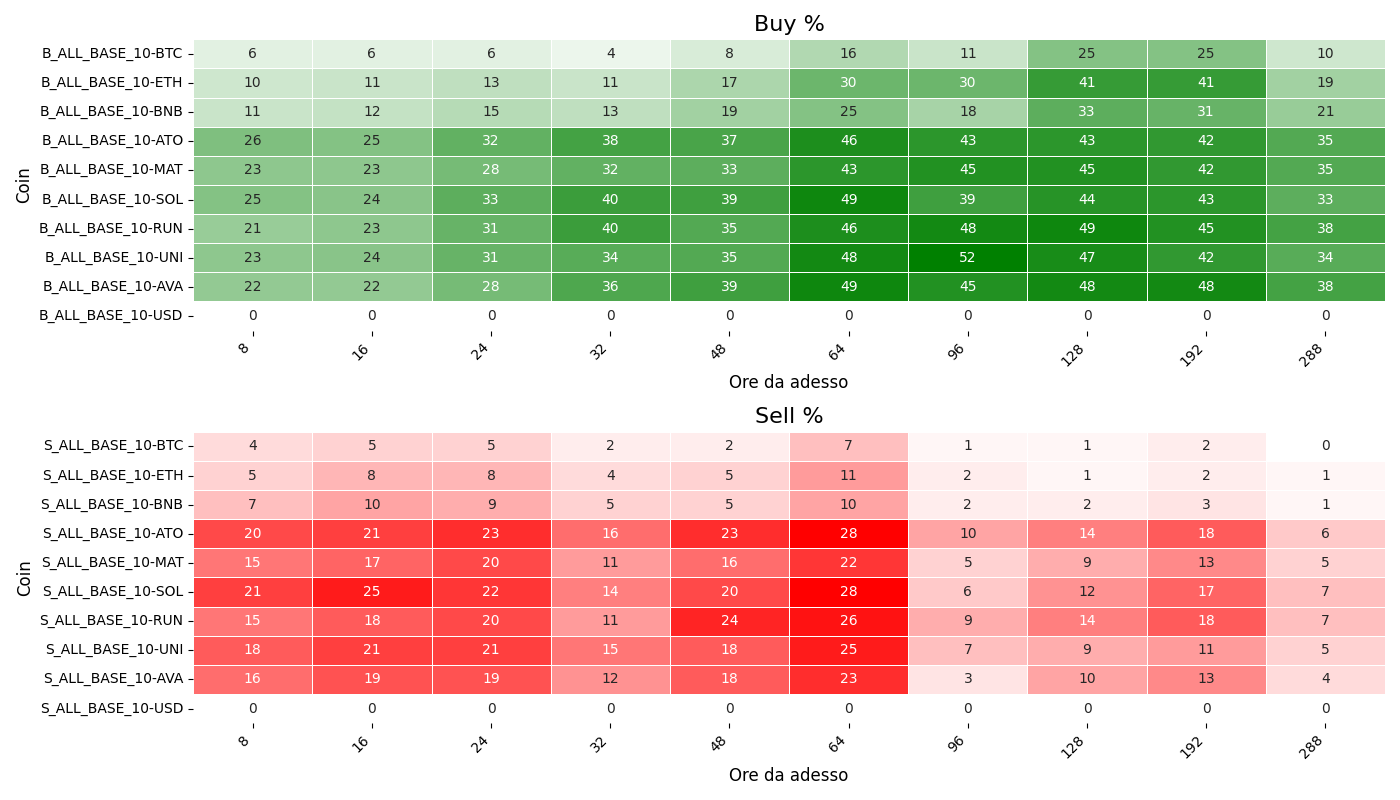 Buy %
Coin
B_ALL_BASE_10-BTC 6 6 6 4 8 16 11 25 25 10
B_ALL_BASE_10-ETH 10 11 13 11 17 30 30 41 41 19
B_ALL_BASE_10-BNB 11 12 15 13 19 25 18 33 31 21
B_ALL_BASE_10-ATO 26 25 32 38 37 46 43 43 42 35
B_ALL_BASE_10-MAT 23 23 28 32 33 43 45 45 42 35
B_ALL_BASE_10-SOL 25 24 33 40 39 49 39 44 43 33
B_ALL_BASE_10-RUN 21 23 31 40 35 46 48 49 45 38
B_ALL_BASE_10-UNI 23 24 31 34 35 48 52 47 42 34
B_ALL_BASE_10-AVA 22 22 28 36 39 49 45 48 48 38
B_ALL_BASE_10-USD 0 0 0 0 0 0 0 0 0 0
8 16 24 32 48 64 96 128 192 288
Ore da adesso
Sell %
Coin
S_ALL_BASE_10-BTC 4 5 5 2 2 7 1 1 2 0
S_ALL_BASE_10-ETH 5 8 8 4 5 11 2 1 2 1
S_ALL_BASE_10-BNB 7 10 9 5 5 10 2 2 3 1
S_ALL_BASE_10-ATO 20 21 23 16 23 28 10 14 18 6
S_ALL_BASE_10-MAT 15 17 20 11 16 22 5 9 13 5
S_ALL_BASE_10-SOL 21 25 22 14 20 28 6 12 17 7
S_ALL_BASE_10-RUN 15 18 20 11 24 26 9 14 18 7
S_ALL_BASE_10-UNI 18 21 21 15 18 25 7 9 11 5
S_ALL_BASE_10-AVA 16 19 19 12 18 23 3 10 13 4
S_ALL_BASE_10-USD 0 0 0 0 0 0 0 0 0 0
8 16 24 32 48 64 96 128 192 288
Ore da adesso